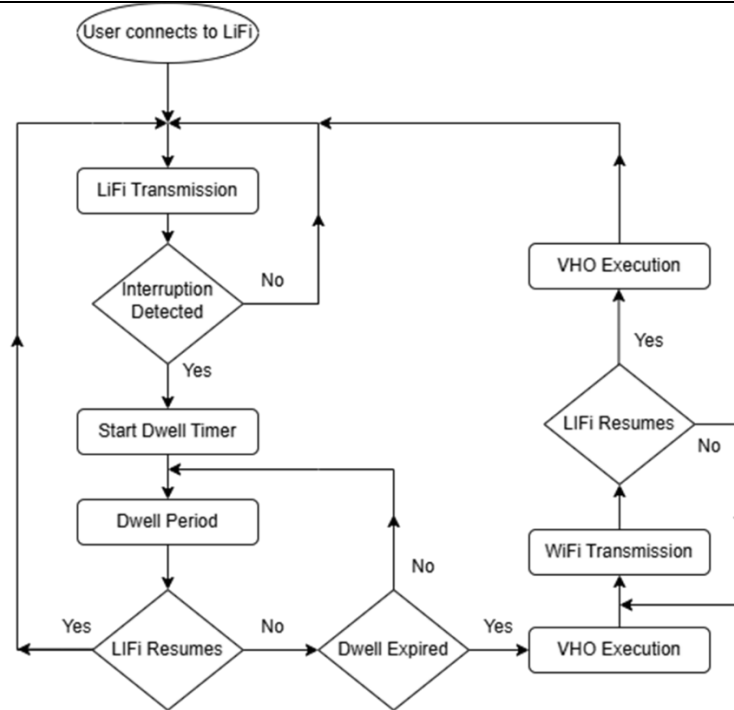 User connects to LiFi
LiFi Transmission
Interruption
Detected
No
Yes
Start Dwell Timer
Dwell Period
LIFi Resumes
Yes
No
Dwell Expired
No
Yes
VHO Execution
WiFi Transmission
LIFi Resumes
No
Yes
VHO Execution